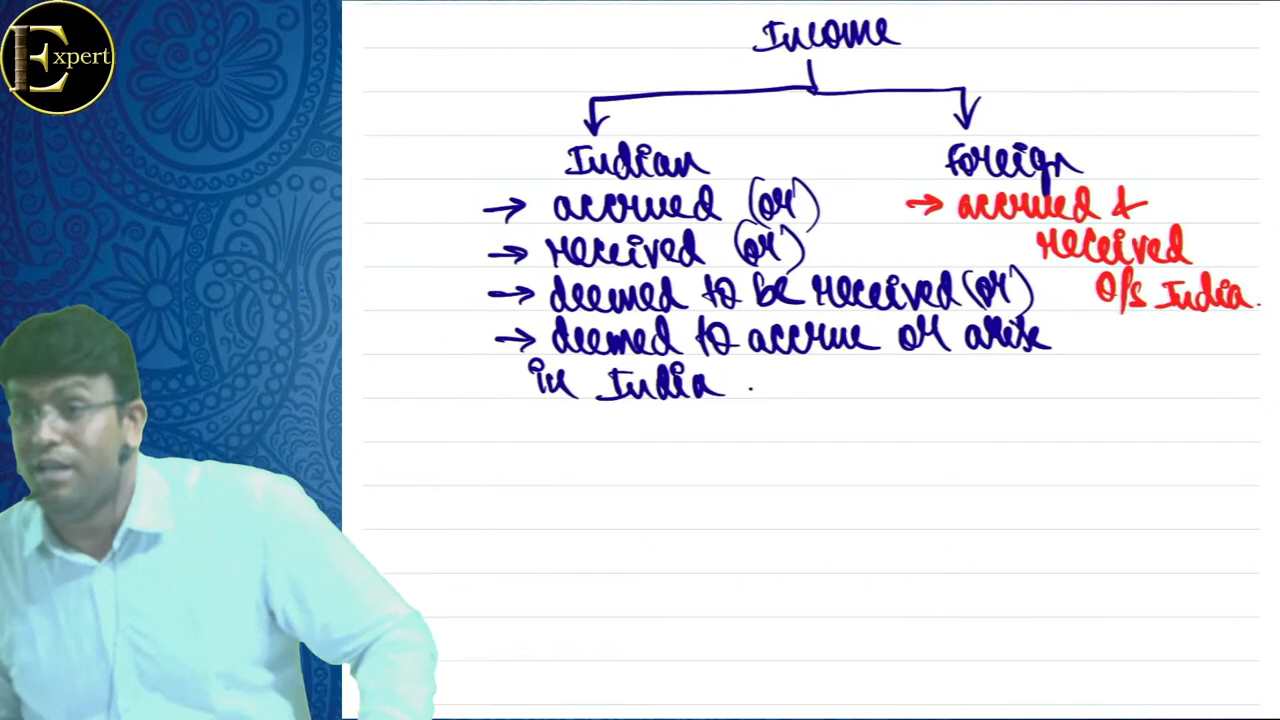 Expert
Income
Indian
Foreign
→ accrued (or)
→ received (or)
→ deemed to be received (or)
→ deemed to accrue or arise
in India .
→ accrued &
received
O/s India.